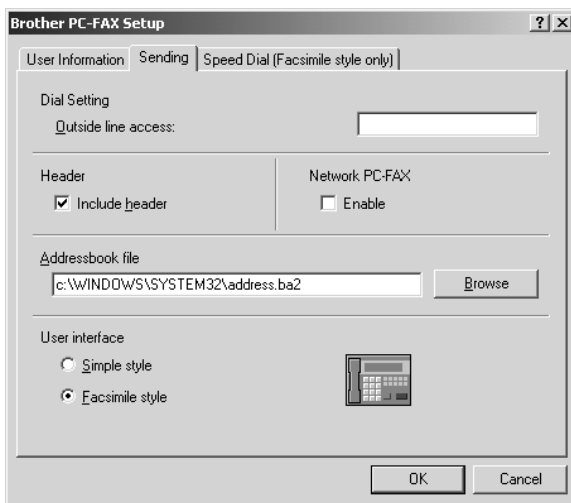 Brother PC-FAX Setup
User Information Sending Speed Dial (Facsimile style only)
Dial Setting
Outside line access:
Header Network PC-FAX
Include header Enable
Addressbook file
c:\WINDOWS\SYSTEM32\address.ba2 Browse
User interface
Simple style
Facsimile style
OK Cancel